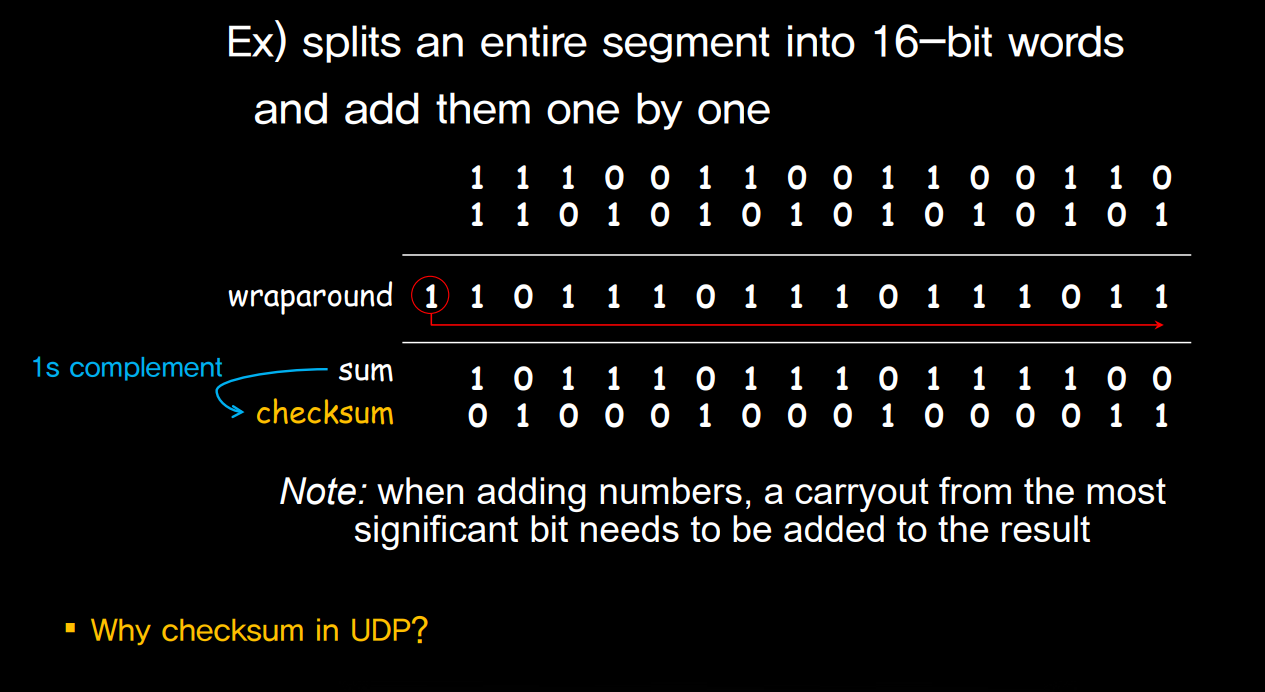 Ex) splits an entire segment into 16-bit words
and add them one by one
1 1 1 0 0 1 1 0 0 1 1 0 0 1 1 0
1 1 0 1 0 1 0 1 0 1 0 1 0 1 0 1
wraparound 1 1 0 1 1 1 0 1 1 1 0 1 1 1 0 1 1
1s complement sum 1 0 1 1 1 0 1 1 1 0 1 1 1 1 0 0
checksum 0 1 0 0 0 1 0 0 0 1 0 0 0 0 1 1
Note: when adding numbers, a carryout from the most
significant bit needs to be added to the result
▪ Why checksum in UDP?